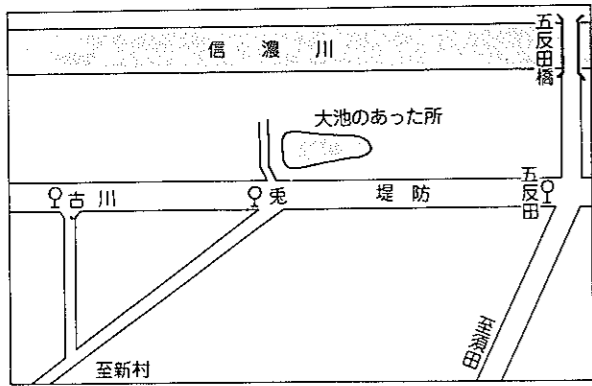 信濃川
五反田橋
大池のあった所
古川
兎
堤防
五反田
至新村
至須田